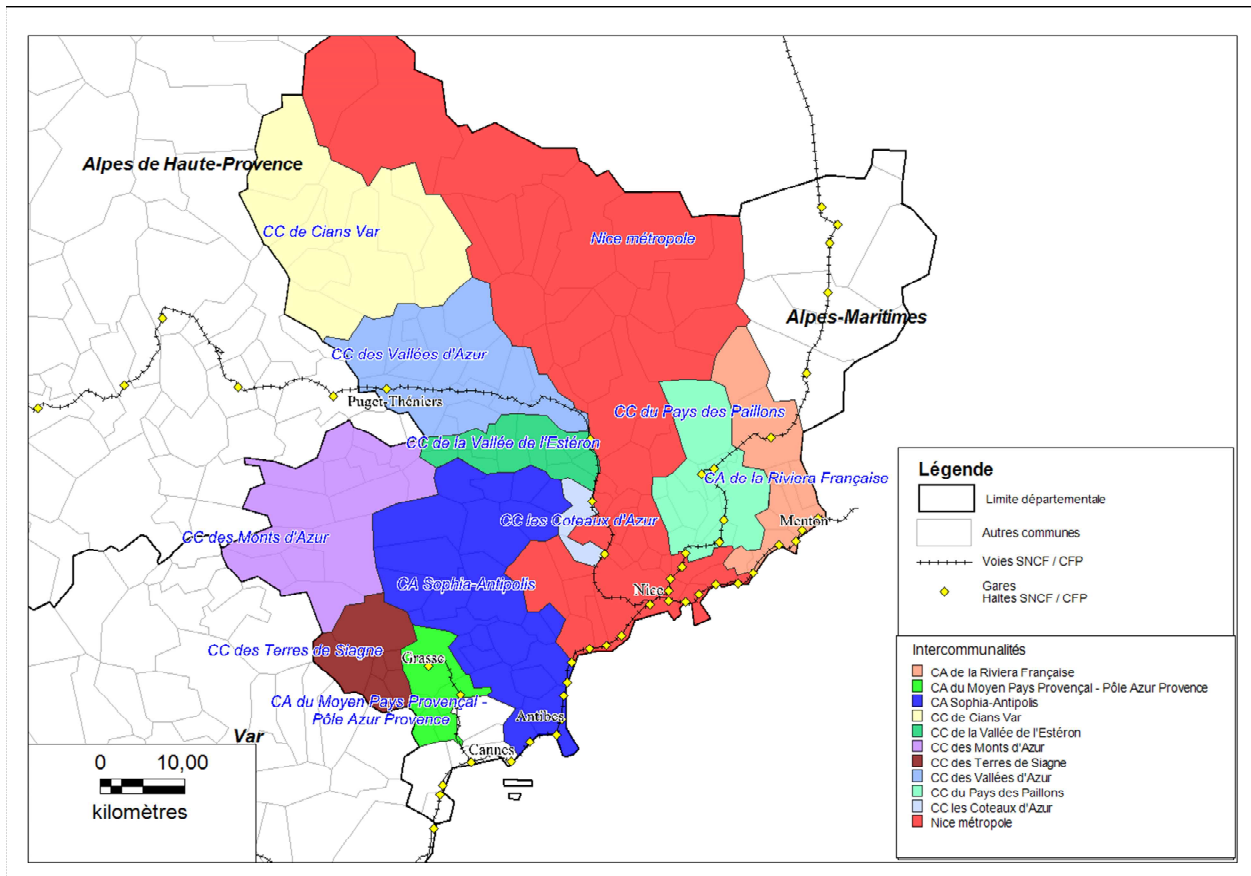 Alpes de Haute-Provence
CC de Cians Var
Nice métropole
Alpes-Maritimes
CC des Vallées d'Azur
Puget-Théniers
CC du Pays des Paillons
CC de la Vallée de l'Estéron
CA de la Riviera Française
CC les Coteaux d'Azur
Menton
CC des Monts d'Azur
CA Sophia-Antipolis
Nice
CC des Terres de Siagne
Grasse
CA du Moyen Pays Provençal -
Pôle Azur Provence
Antibes
Var
Cannes
0 10,00
kilomètres
Légende
Limite départementale
Autres communes
Voies SNCF / CFP
Gares
Haltes SNCF / CFP
Intercommunalités
CA de la Riviera Française
CA du Moyen Pays Provençal - Pôle Azur Provence
CA Sophia-Antipolis
CC de Cians Var
CC de la Vallée de l'Estéron
CC des Monts d'Azur
CC des Terres de Siagne
CC des Vallées d'Azur
CC du Pays des Paillons
CC les Coteaux d'Azur
Nice métropole